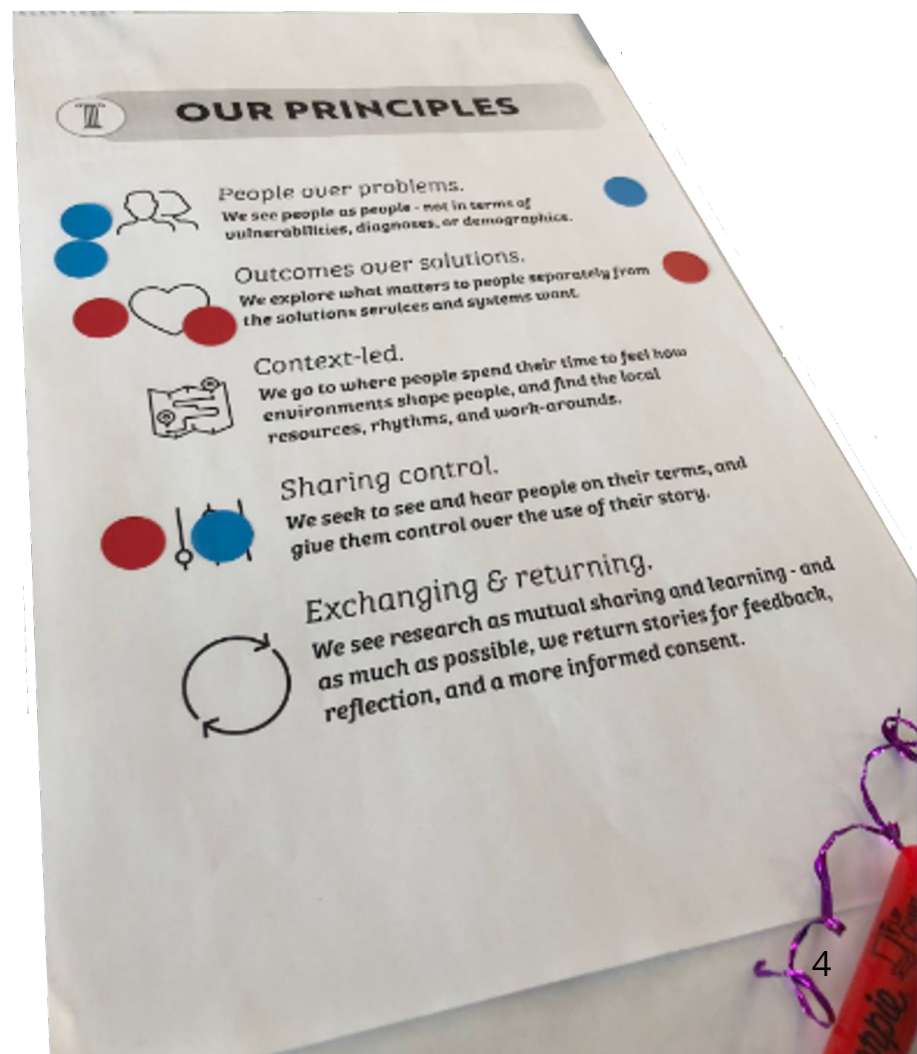 OUR PRINCIPLES
People over problems.
We see people as people - not in terms of
vulnerabilities, diagnoses, or demographics.
Outcomes over solutions.
We explore what matters to people separately from
the solutions services and systems want.
Context-led.
We go to where people spend their time to feel how
environments shape people, and find the local
resources, rhythms, and work-arounds.
Sharing control.
We seek to see and hear people on their terms, and
give them control over the use of their story.
Exchanging & returning.
We see research as mutual sharing and learning - and
as much as possible, we return stories for feedback,
reflection, and a more informed consent.
4